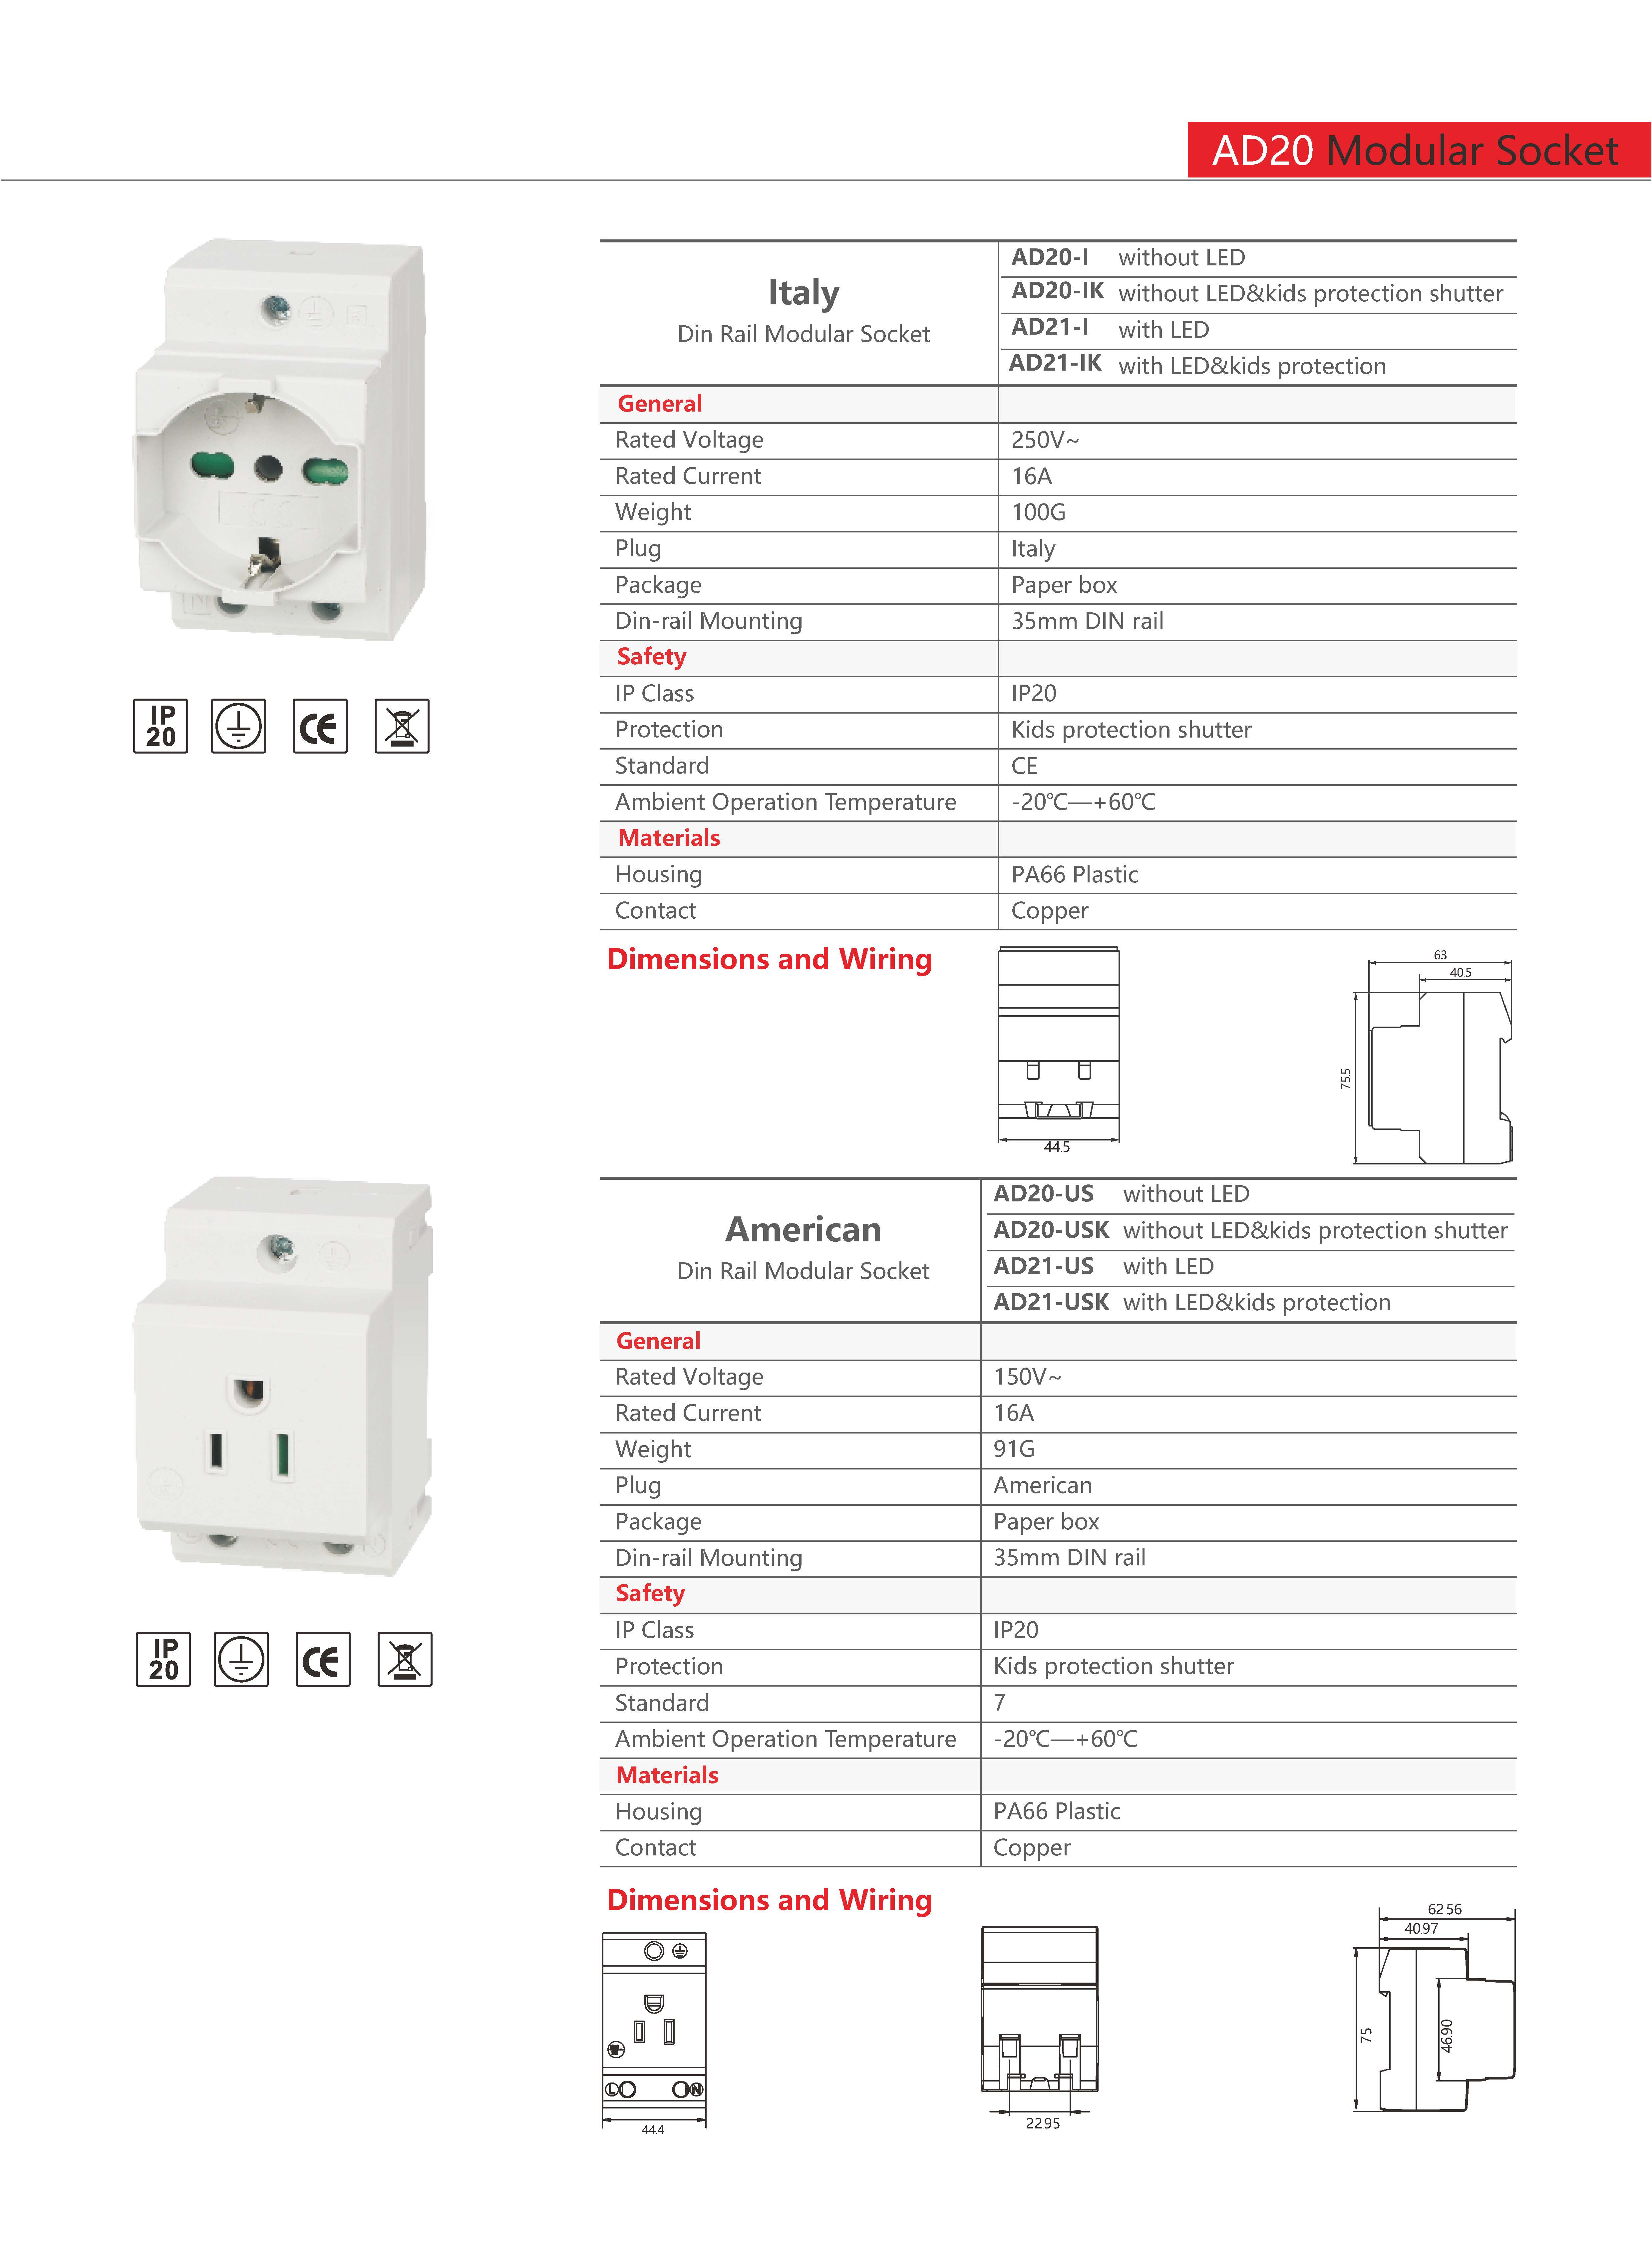 AD20 Modular Socket
Italy
Din Rail Modular Socket
AD20-I without LED
AD20-IK without LED&kids protection shutter
AD21-I with LED
AD21-IK with LED&kids protection
General
Rated Voltage 250V~
Rated Current 16A
Weight 100G
Plug Italy
Package Paper box
Din-rail Mounting 35mm DIN rail
Safety
IP Class IP20
Protection Kids protection shutter
Standard CE
Ambient Operation Temperature -20℃—+60℃
Materials
Housing PA66 Plastic
Contact Copper
IP
20
CE
Dimensions and Wiring
44.5
63
40.5
75.5
American
Din Rail Modular Socket
AD20-US without LED
AD20-USK without LED&kids protection shutter
AD21-US with LED
AD21-USK with LED&kids protection
General
Rated Voltage 150V~
Rated Current 16A
Weight 91G
Plug American
Package Paper box
Din-rail Mounting 35mm DIN rail
Safety
IP Class IP20
Protection Kids protection shutter
Standard 7
Ambient Operation Temperature -20℃—+60℃
Materials
Housing PA66 Plastic
Contact Copper
IP
20
CE
Dimensions and Wiring
L N
44.4
22.95
62.56
40.97
75
46.90